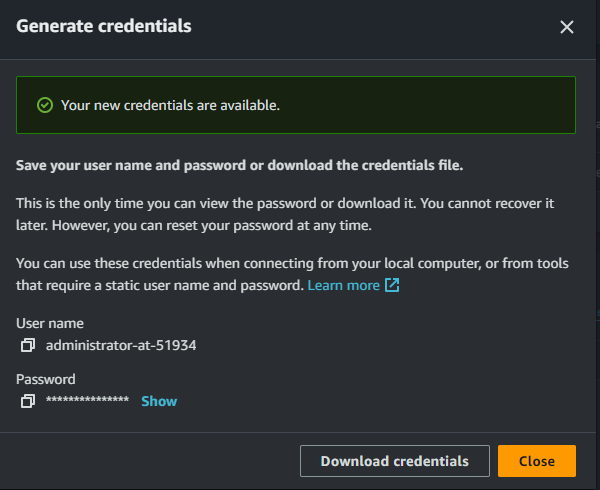 Generate credentials
Your new credentials are available.
Save your user name and password or download the credentials file.
This is the only time you can view the password or download it. You cannot recover it
later. However, you can reset your password at any time.
You can use these credentials when connecting from your local computer, or from tools
that require a static user name and password. Learn more
User name
administrator-at-51934
Password
*************** Show
Download credentials
Close